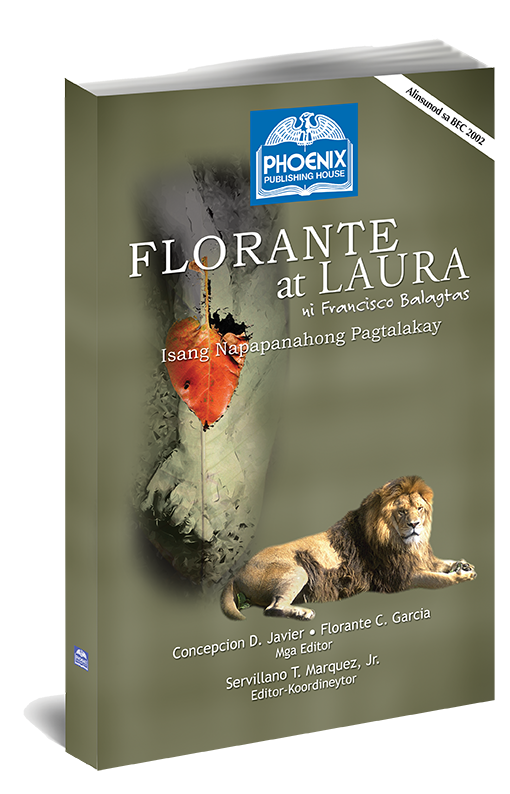 Alinsunod sa BEC 2002
PHOENIX
PUBLISHING HOUSE
FLORANTE
at LAURA
ni Francisco Balagtas
Isang Napapanahong Pagtalakay
Concepcion D. Javier • Florante C. Garcia
Mga Editor
Servillano T. Marquez, Jr.
Editor-Koordineytor
PHOENIX